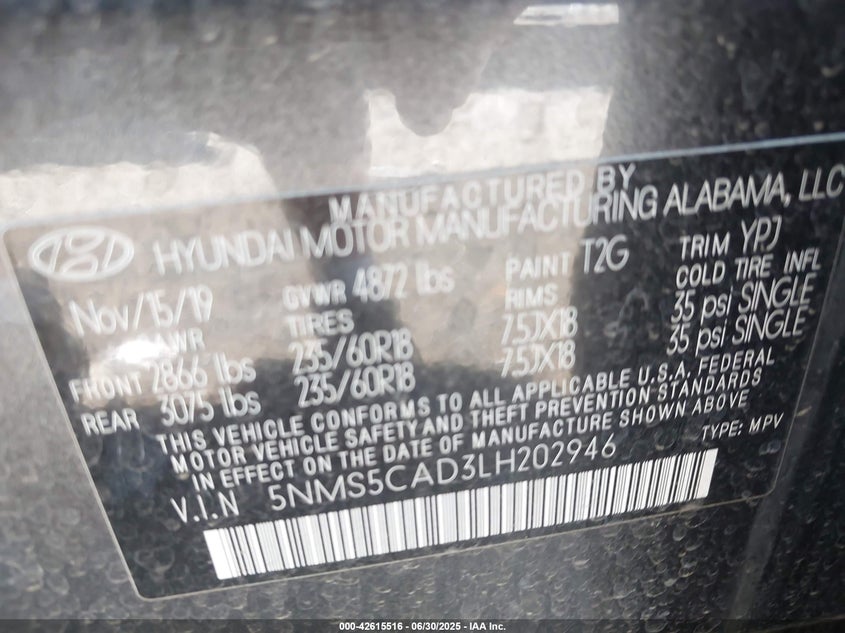 MANUFACTURED BY
HYUNDAI MOTOR MANUFACTURING ALABAMA, LLC
Nov/15/19 GVWR 4872 lbs PAINT T2G TRIM YPJ
GAWR TIRES RIMS COLD TIRE INFL
FRONT 2866 lbs 235/60R18 7.5JX18 35 psi SINGLE
REAR 3075 lbs 235/60R18 7.5JX18 35 psi SINGLE
THIS VEHICLE CONFORMS TO ALL APPLICABLE U.S.A. FEDERAL
MOTOR VEHICLE SAFETY AND THEFT PREVENTION STANDARDS
IN EFFECT ON THE DATE OF MANUFACTURE SHOWN ABOVE
V.I.N 5NMS5CAD3LH202946 TYPE: MPV
000-42615516 - 06/30/2025 - IAA Inc.